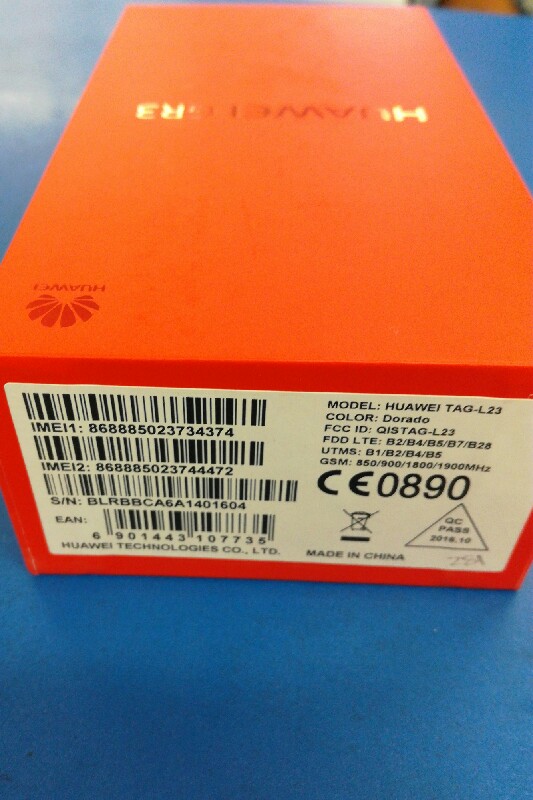 HUAWEI GR3
HUAWEI
IMEI1: 868885023734374
IMEI2: 868885023744472
S/N: BLRBBCA6A1401604
EAN:
6 901443 107735
HUAWEI TECHNOLOGIES CO., LTD.
MODEL: HUAWEI TAG-L23
COLOR: Dorado
FCC ID: QISTAG-L23
FDD LTE: B2/B4/B5/B7/B28
UTMS: B1/B2/B4/B5
GSM: 850/900/1800/1900MHz
CE0890
QC
PASS
2016.10
MADE IN CHINA